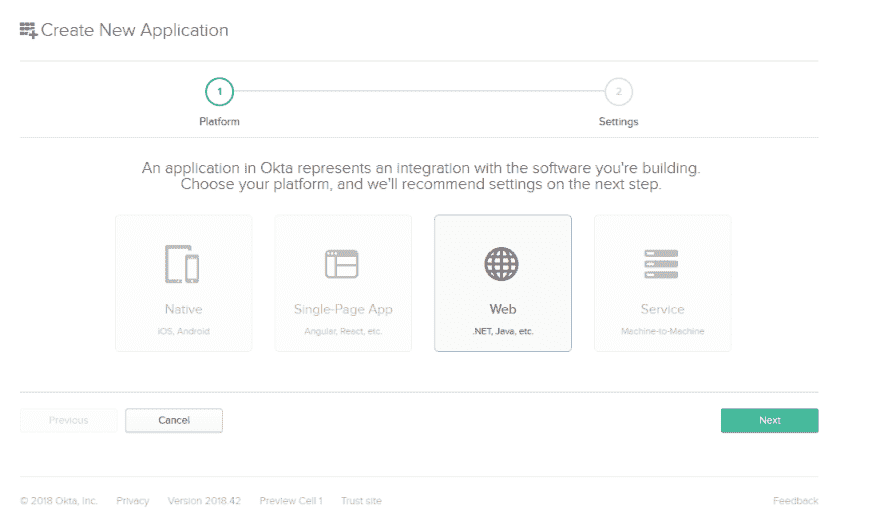 Create New Application
1
2
Platform
Settings
An application in Okta represents an integration with the software you're building.
Choose your platform, and we'll recommend settings on the next step.
Native
iOS, Android
Single-Page App
Angular, React, etc.
Web
.NET, Java, etc.
Service
Machine-to-Machine
Previous
Cancel
Next
© 2018 Okta, Inc. Privacy Version 2018.42 Preview Cell 1 Trust site Feedback